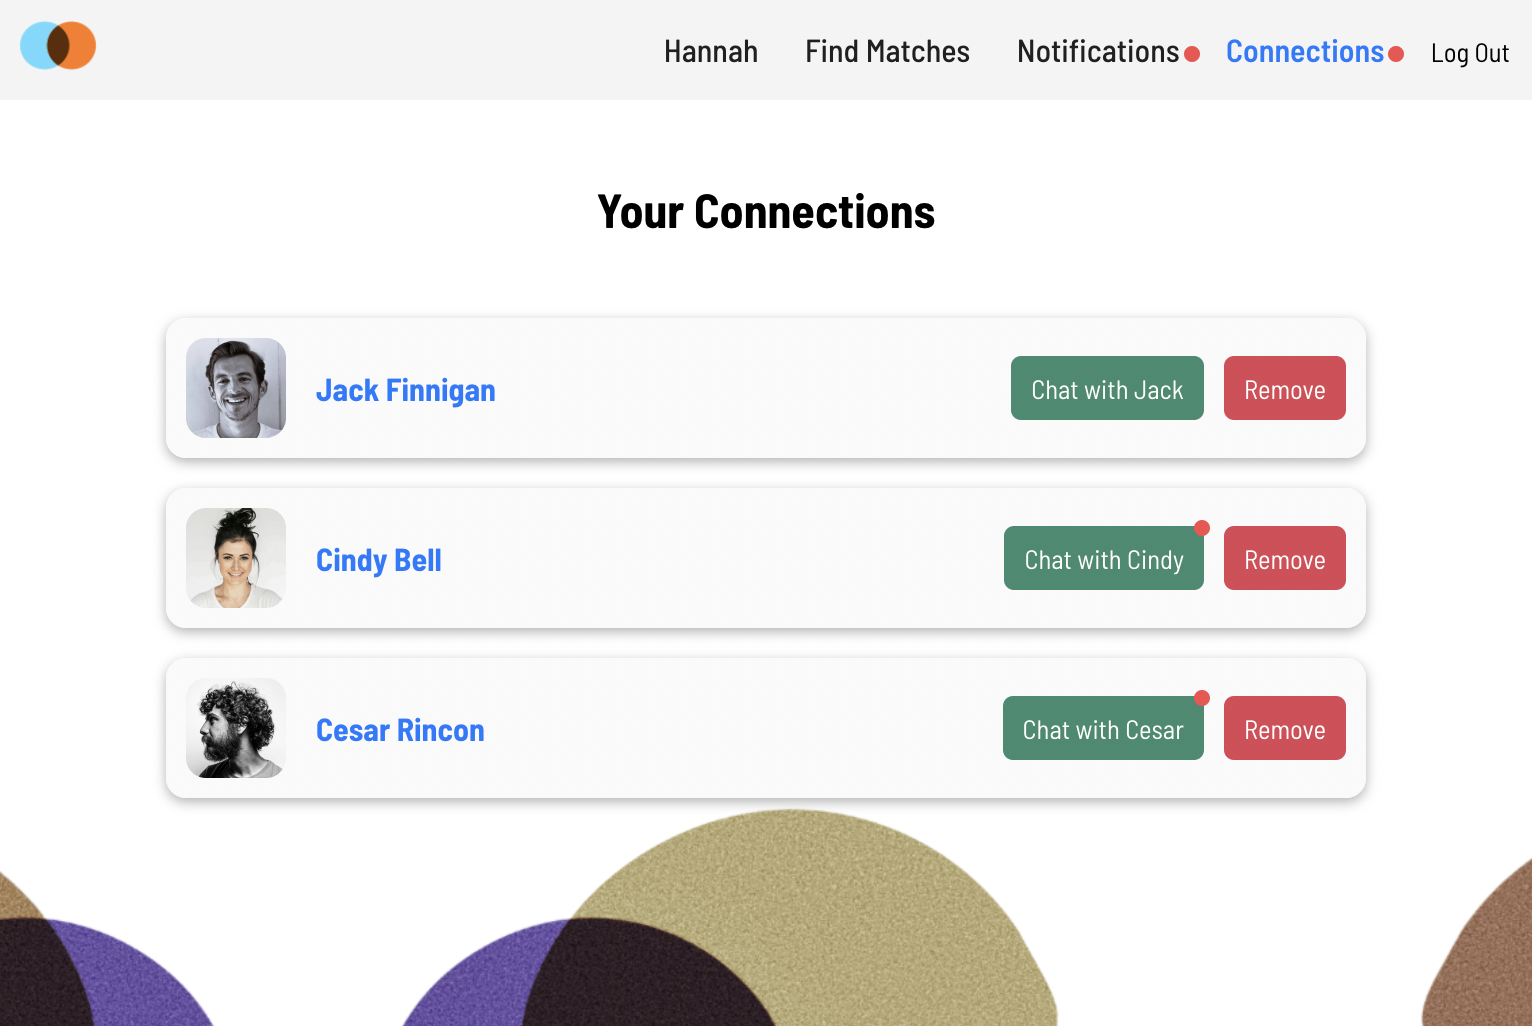 Hannah Find Matches Notifications Connections Log Out
Your Connections
Jack Finnigan Chat with Jack Remove
Cindy Bell Chat with Cindy Remove
Cesar Rincon Chat with Cesar Remove